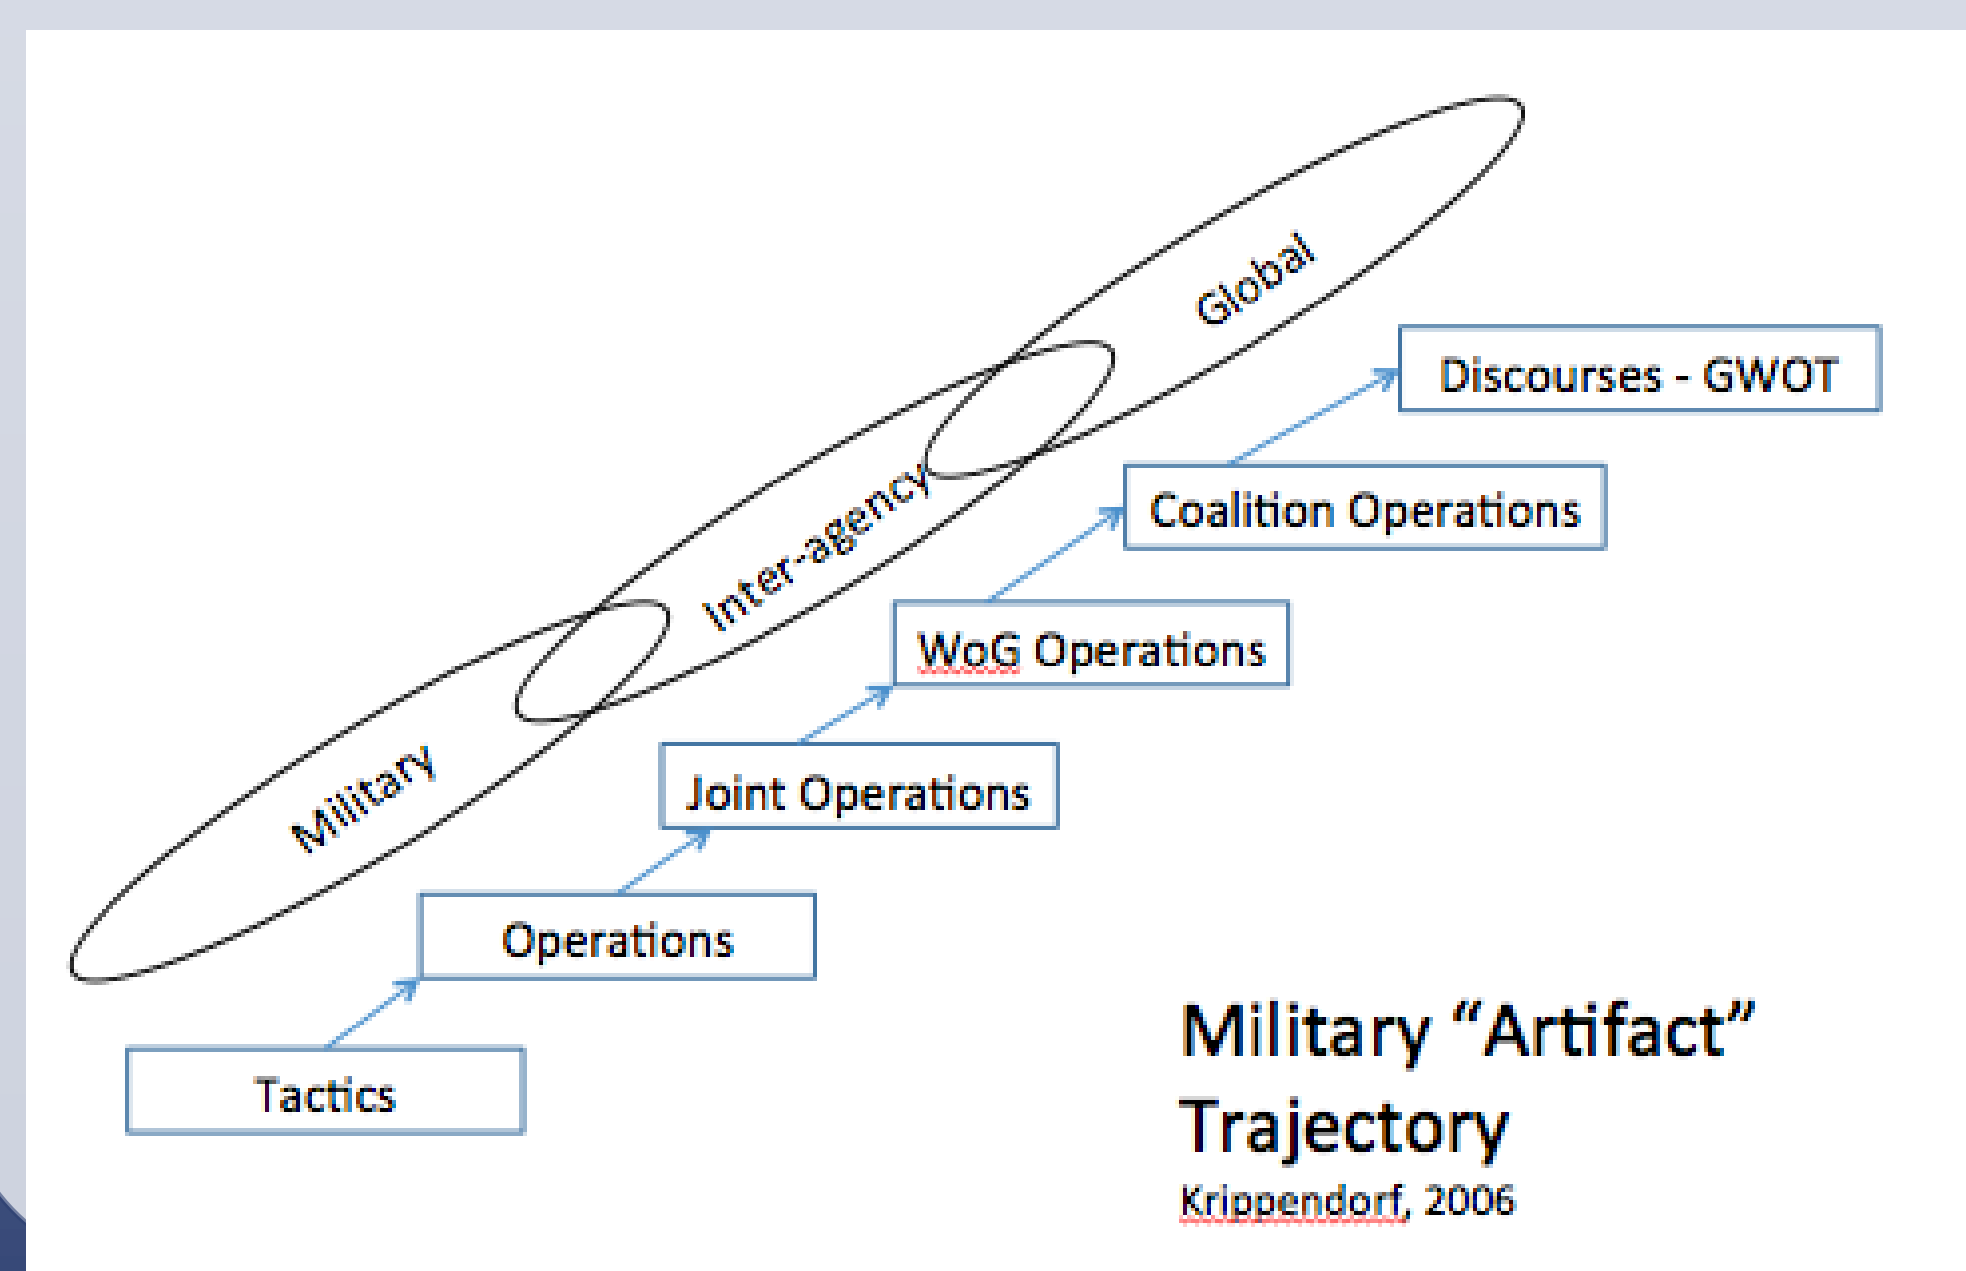 Global
Discourses - GWOT
Inter-agency
Coalition Operations
WoG Operations
Military
Joint Operations
Operations
Tactics
Military “Artifact”
Trajectory
Krippendorf, 2006